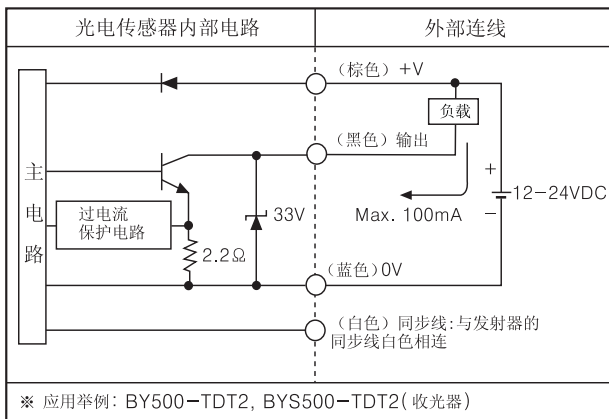 光电传感器内部电路
外部连线
(棕色) +V
负载
(黑色) 输出
主电路
过电流
保护电路
33V
2.2Ω
+
12-24VDC
−
Max. 100mA
(蓝色) 0V
(白色) 同步线:与发射器的
同步线白色相连
※ 应用举例: BY500-TDT2, BYS500-TDT2(收光器)